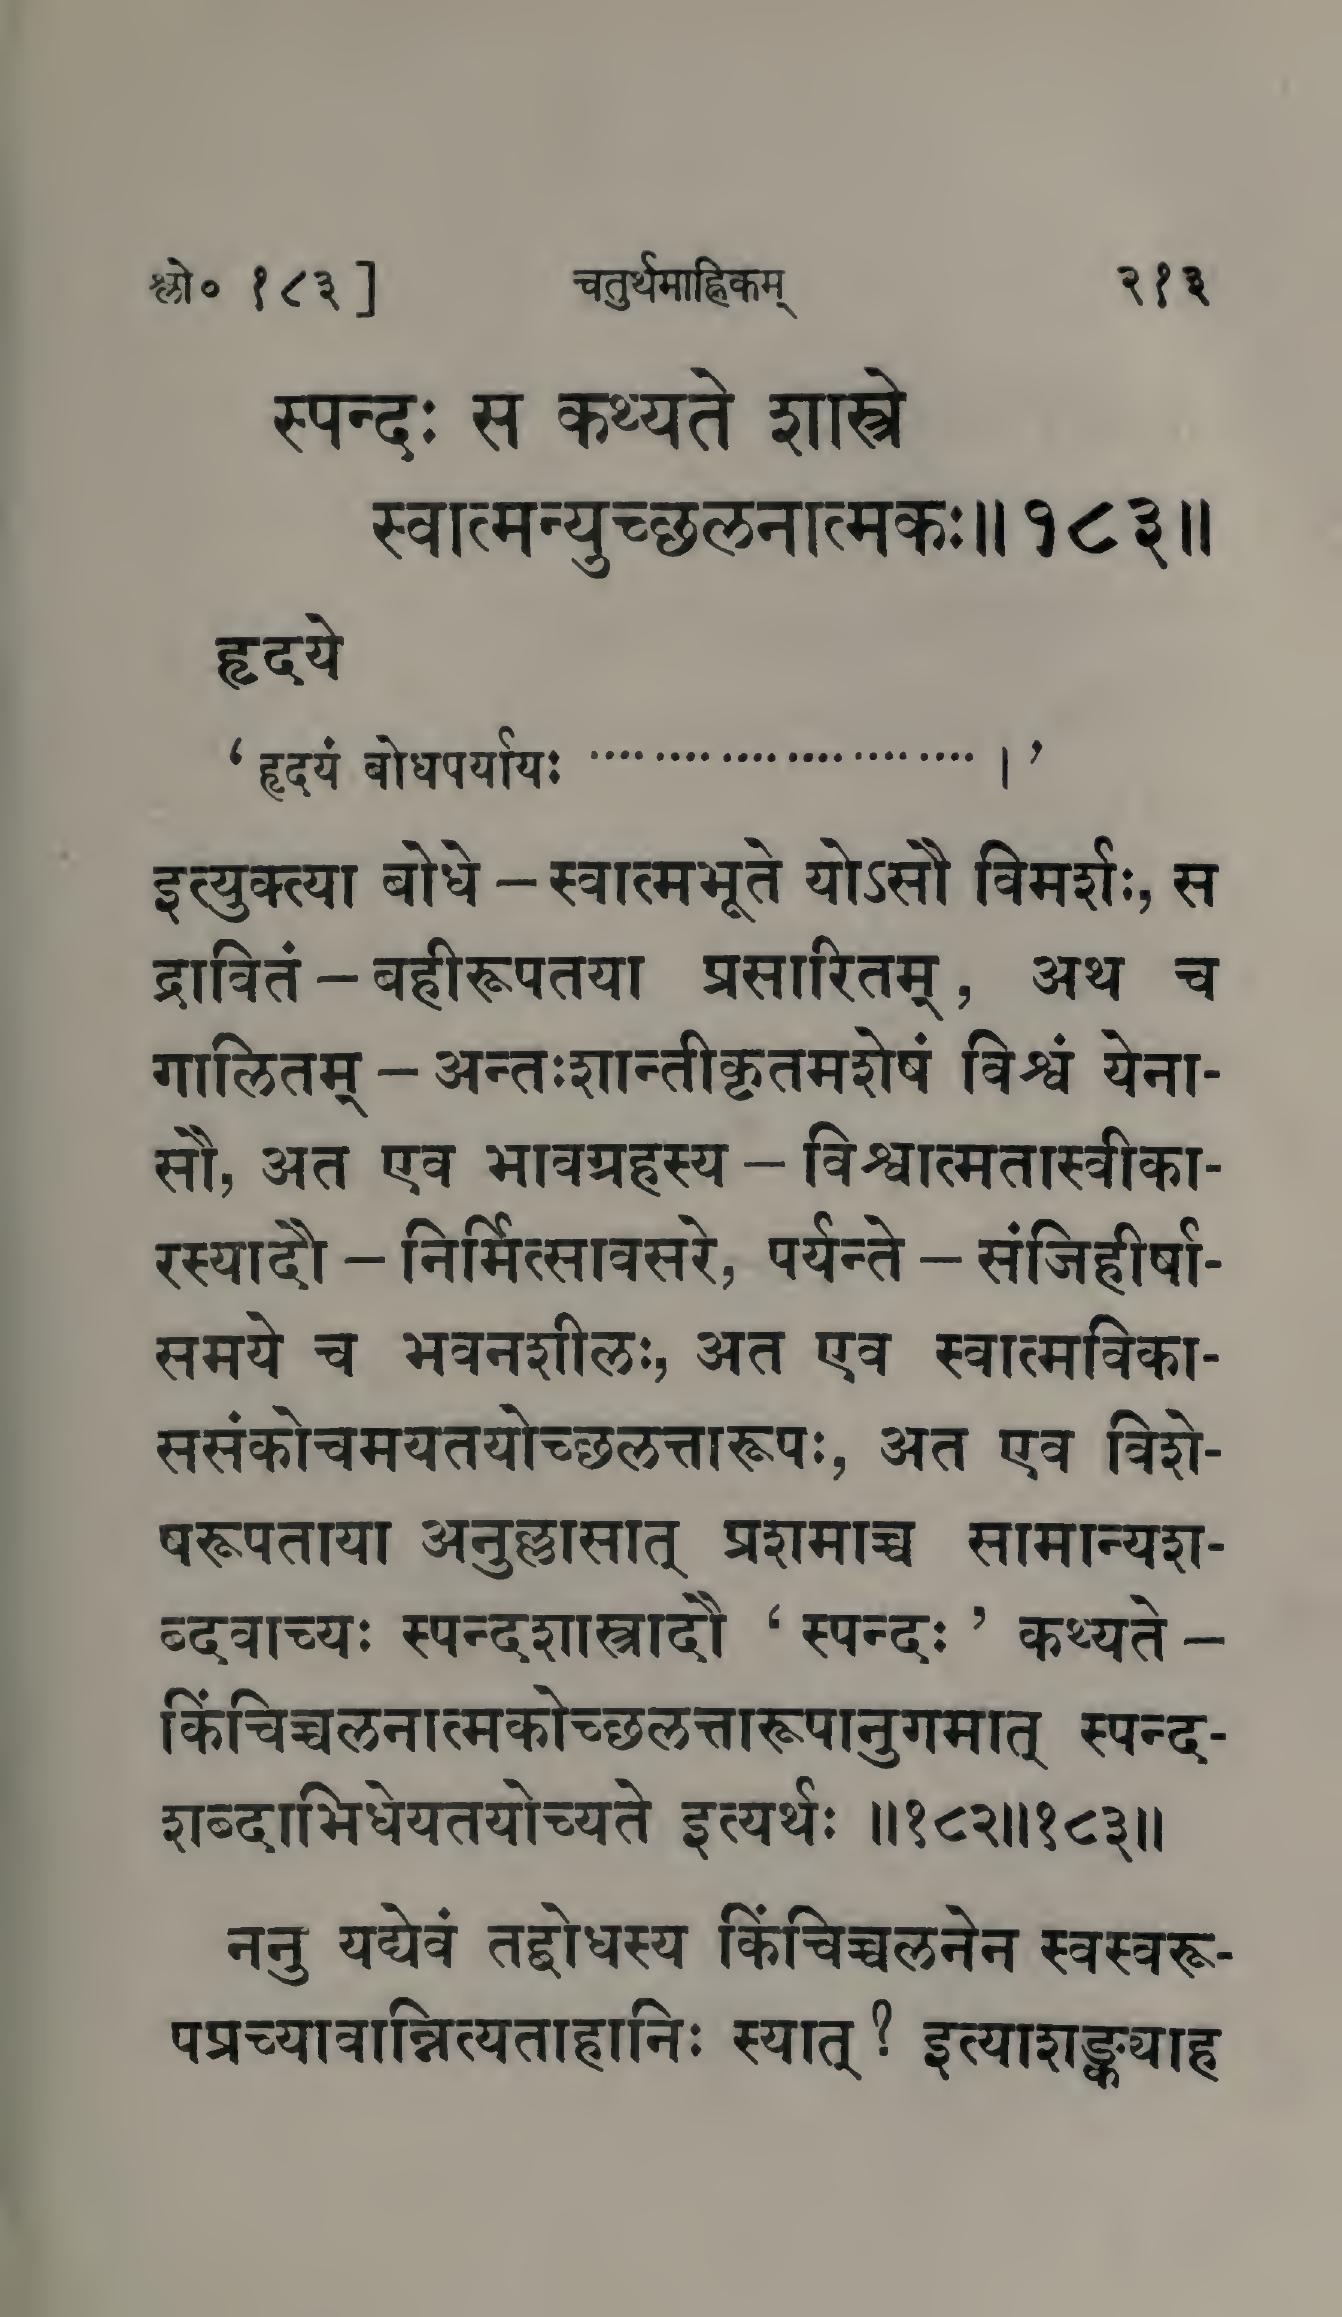 श्लो० १८३] चतुर्थमाह्निकम् २१३
स्पन्दः स कथ्यते शास्त्रे
स्वात्मन्युच्छलनात्मकः॥१८३॥
हृदये
‘हृदयं बोधपर्यायः ························ ।’
इत्युक्त्या बोधे – स्वात्मभूते योऽसौ विमर्शः, स
द्रावितं – बहीरूपतया प्रसारितम्, अथ च
गालितम् – अन्तःशान्तीकृतमशेषं विश्वं येना-
सौ, अत एव भावग्रहस्य – विश्वात्मतास्वीका-
रस्यादौ – निर्मित्सावसरे, पर्यन्ते – संजिहीर्षा-
समये च भवनशीलः, अत एव स्वात्मविका-
ससंकोचमयतयोच्छलत्तारूपः, अत एव विशे-
षरूपताया अनुल्लासात् प्रशमाच्च सामान्यश-
ब्दवाच्यः स्पन्दशास्त्रादौ ‘स्पन्दः’ कथ्यते –
किंचिच्चलनात्मकोच्छलत्तारूपानुगमात् स्पन्द-
शब्दाभिधेयतयोच्यते इत्यर्थः ॥१८२॥१८३॥
ननु यद्येवं तद्बोधस्य किंचिच्चलनेन स्वस्वरू-
पप्रच्यावान्नित्यताहानिः स्यात्? इत्याशङ्क्याह